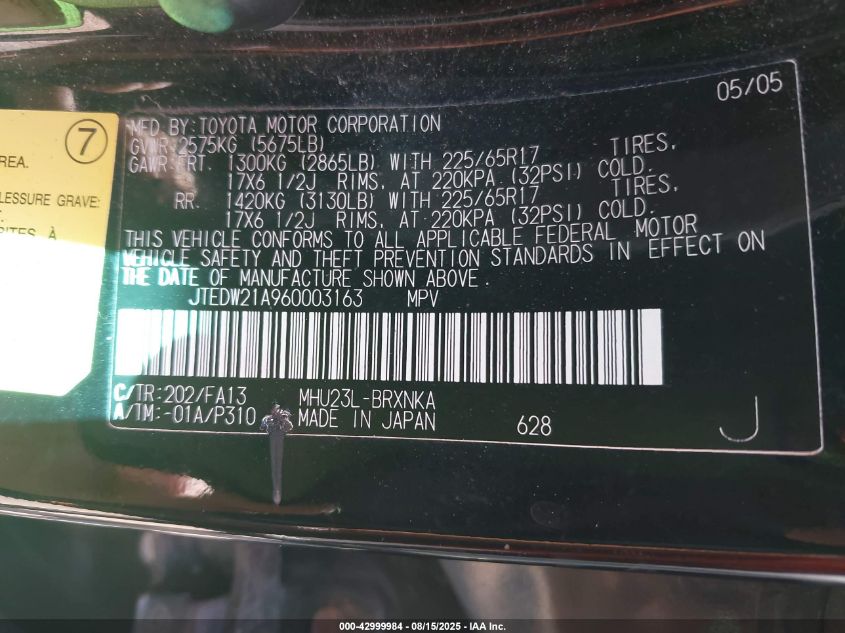 05/05
7
MFD BY:TOYOTA MOTOR CORPORATION
GVWR 2575KG (5675LB)
GAWR FRT. 1300KG (2865LB) WITH 225/65R17 TIRES,
17X6 1/2J RIMS, AT 220KPA (32PSI) COLD.
RR. 1420KG (3130LB) WITH 225/65R17 TIRES,
17X6 1/2J RIMS, AT 220KPA (32PSI) COLD.
THIS VEHICLE CONFORMS TO ALL APPLICABLE FEDERAL MOTOR
VEHICLE SAFETY AND THEFT PREVENTION STANDARDS IN EFFECT ON
THE DATE OF MANUFACTURE SHOWN ABOVE.
JTEDW21A960003163 MPV
C/TR:202/FA13 MHU23L-BRXNKA
A/TM:-01A/P310 MADE IN JAPAN 628 J
REA.
LESSURE GRAVE:
ITES À
000-42999984 - 08/15/2025 - IAA Inc.